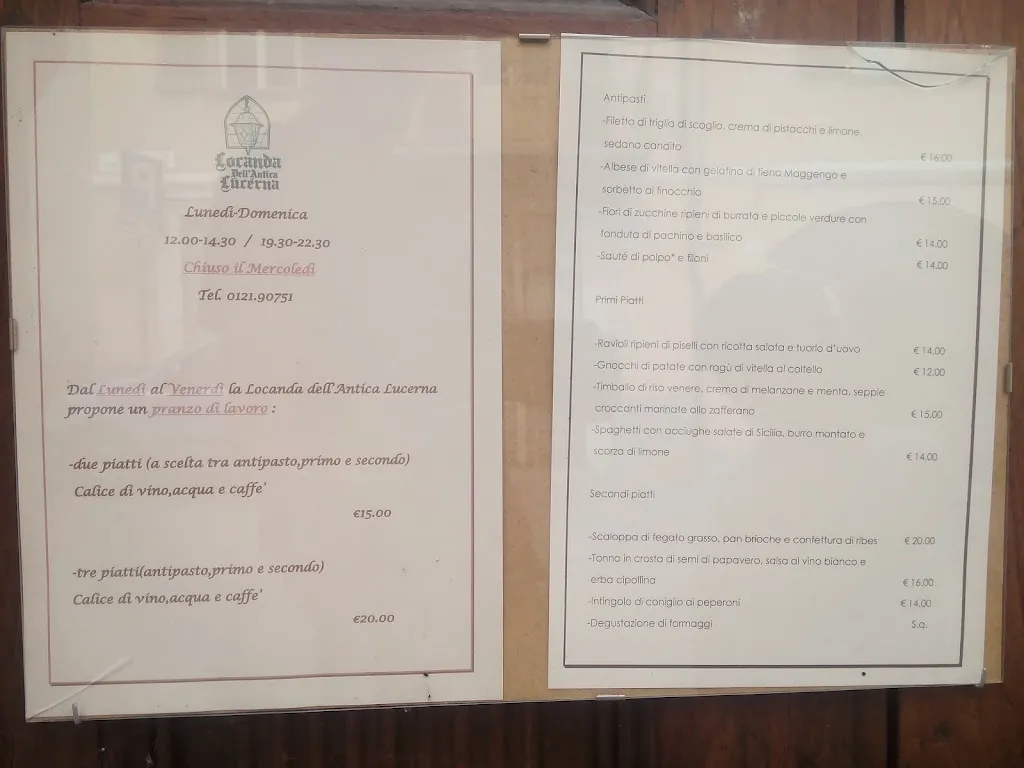 Locanda
Dell'Antica
Lucerna
Lunedì-Domenica
12.00-14.30 / 19.30-22.30
Chiuso il Mercoledì
Tel. 0121.90751
Dal Lunedì al Venerdì la Locanda dell'Antica Lucerna
propone un pranzo di lavoro :
-due piatti (a scelta tra antipasto,primo e secondo)
Calice di vino,acqua e caffe'
€15.00
-tre piatti(antipasto,primo e secondo)
Calice di vino,acqua e caffe'
€20.00
Antipasti
-Filetto di triglia di scoglio, crema di pistacchi e limone,
sedano candito
€ 16.00
-Albese di vitella con gelatina di fieno Maggengo e
sorbetto al finocchio
€ 15.00
-Fiori di zucchine ripieni di burrata e piccole verdure con
fonduta di pachino e basilico
€ 14.00
-Sauté di polpo* e filoni € 14.00
Primi Piatti
-Ravioli ripieni di piselli con ricotta salata e tuorlo d'uovo € 14.00
-Gnocchi di patate con ragù di vitella al coltello € 12.00
-Timballo di riso venere, crema di melanzane e menta, seppie
croccanti marinate allo zafferano € 15.00
-Spaghetti con acciughe salate di Sicilia, burro montato e
scorza di limone € 14.00
Secondi piatti
-Scaloppa di fegato grasso, pan brioche e confettura di ribes € 20.00
-Tonno in crosta di semi di papavero, salsa al vino bianco e
erba cipollina € 16.00
-Intingolo di coniglio ai peperoni € 14.00
-Degustazione di formaggi S.q.